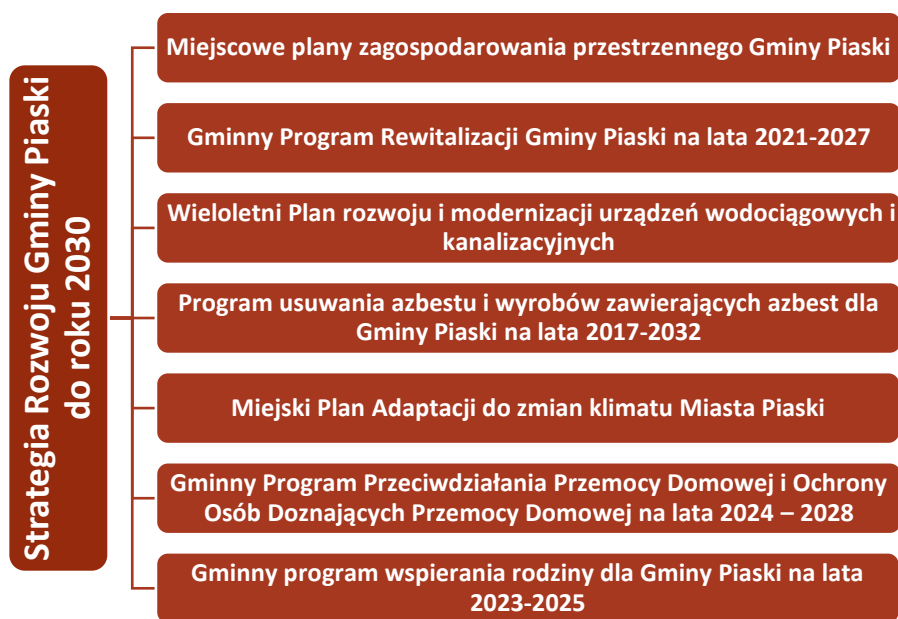 Strategia Rozwoju Gminy Piaski
do roku 2030
Miejscowe plany zagospodarowania przestrzennego Gminy Piaski
Gminny Program Rewitalizacji Gminy Piaski na lata 2021-2027
Wieloletni Plan rozwoju i modernizacji urządzeń wodociągowych i
kanalizacyjnych
Program usuwania azbestu i wyrobów zawierających azbest dla
Gminy Piaski na lata 2017-2032
Miejski Plan Adaptacji do zmian klimatu Miasta Piaski
Gminny Program Przeciwdziałania Przemocy Domowej i Ochrony
Osób Doznających Przemocy Domowej na lata 2024 – 2028
Gminny program wspierania rodziny dla Gminy Piaski na lata
2023-2025